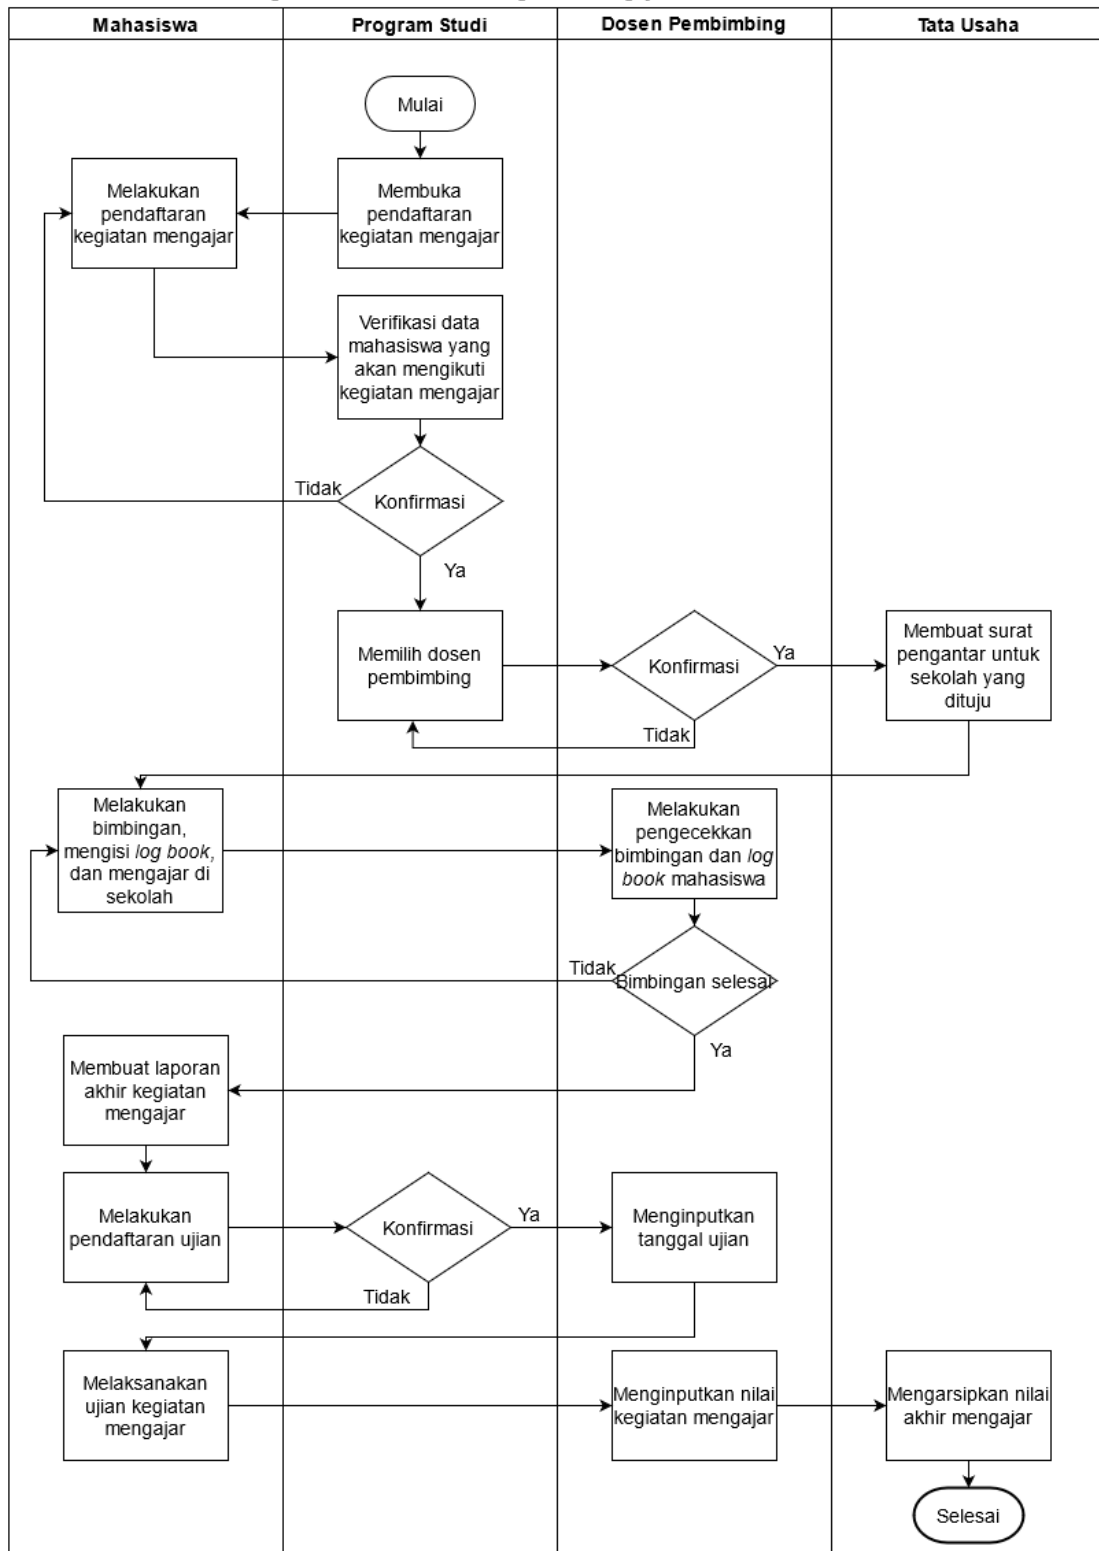 Mahasiswa
Program Studi
Dosen Pembimbing
Tata Usaha
Mulai
Melakukan
pendaftaran
kegiatan mengajar
Membuka
pendaftaran
kegiatan mengajar
Verifikasi data
mahasiswa yang
akan mengikuti
kegiatan mengajar
Tidak
Konfirmasi
Ya
Memilih dosen
pembimbing
Konfirmasi
Ya
Tidak
Membuat surat
pengantar untuk
sekolah yang
dituju
Melakukan
bimbingan,
mengisi log book,
dan mengajar di
sekolah
Melakukan
pengecekkan
bimbingan dan log
book mahasiswa
Tidak
Bimbingan selesai
Ya
Membuat laporan
akhir kegiatan
mengajar
Melakukan
pendaftaran ujian
Konfirmasi
Ya
Tidak
Menginputkan
tanggal ujian
Melaksanakan
ujian kegiatan
mengajar
Menginputkan nilai
kegiatan mengajar
Mengarsipkan nilai
akhir mengajar
Selesai